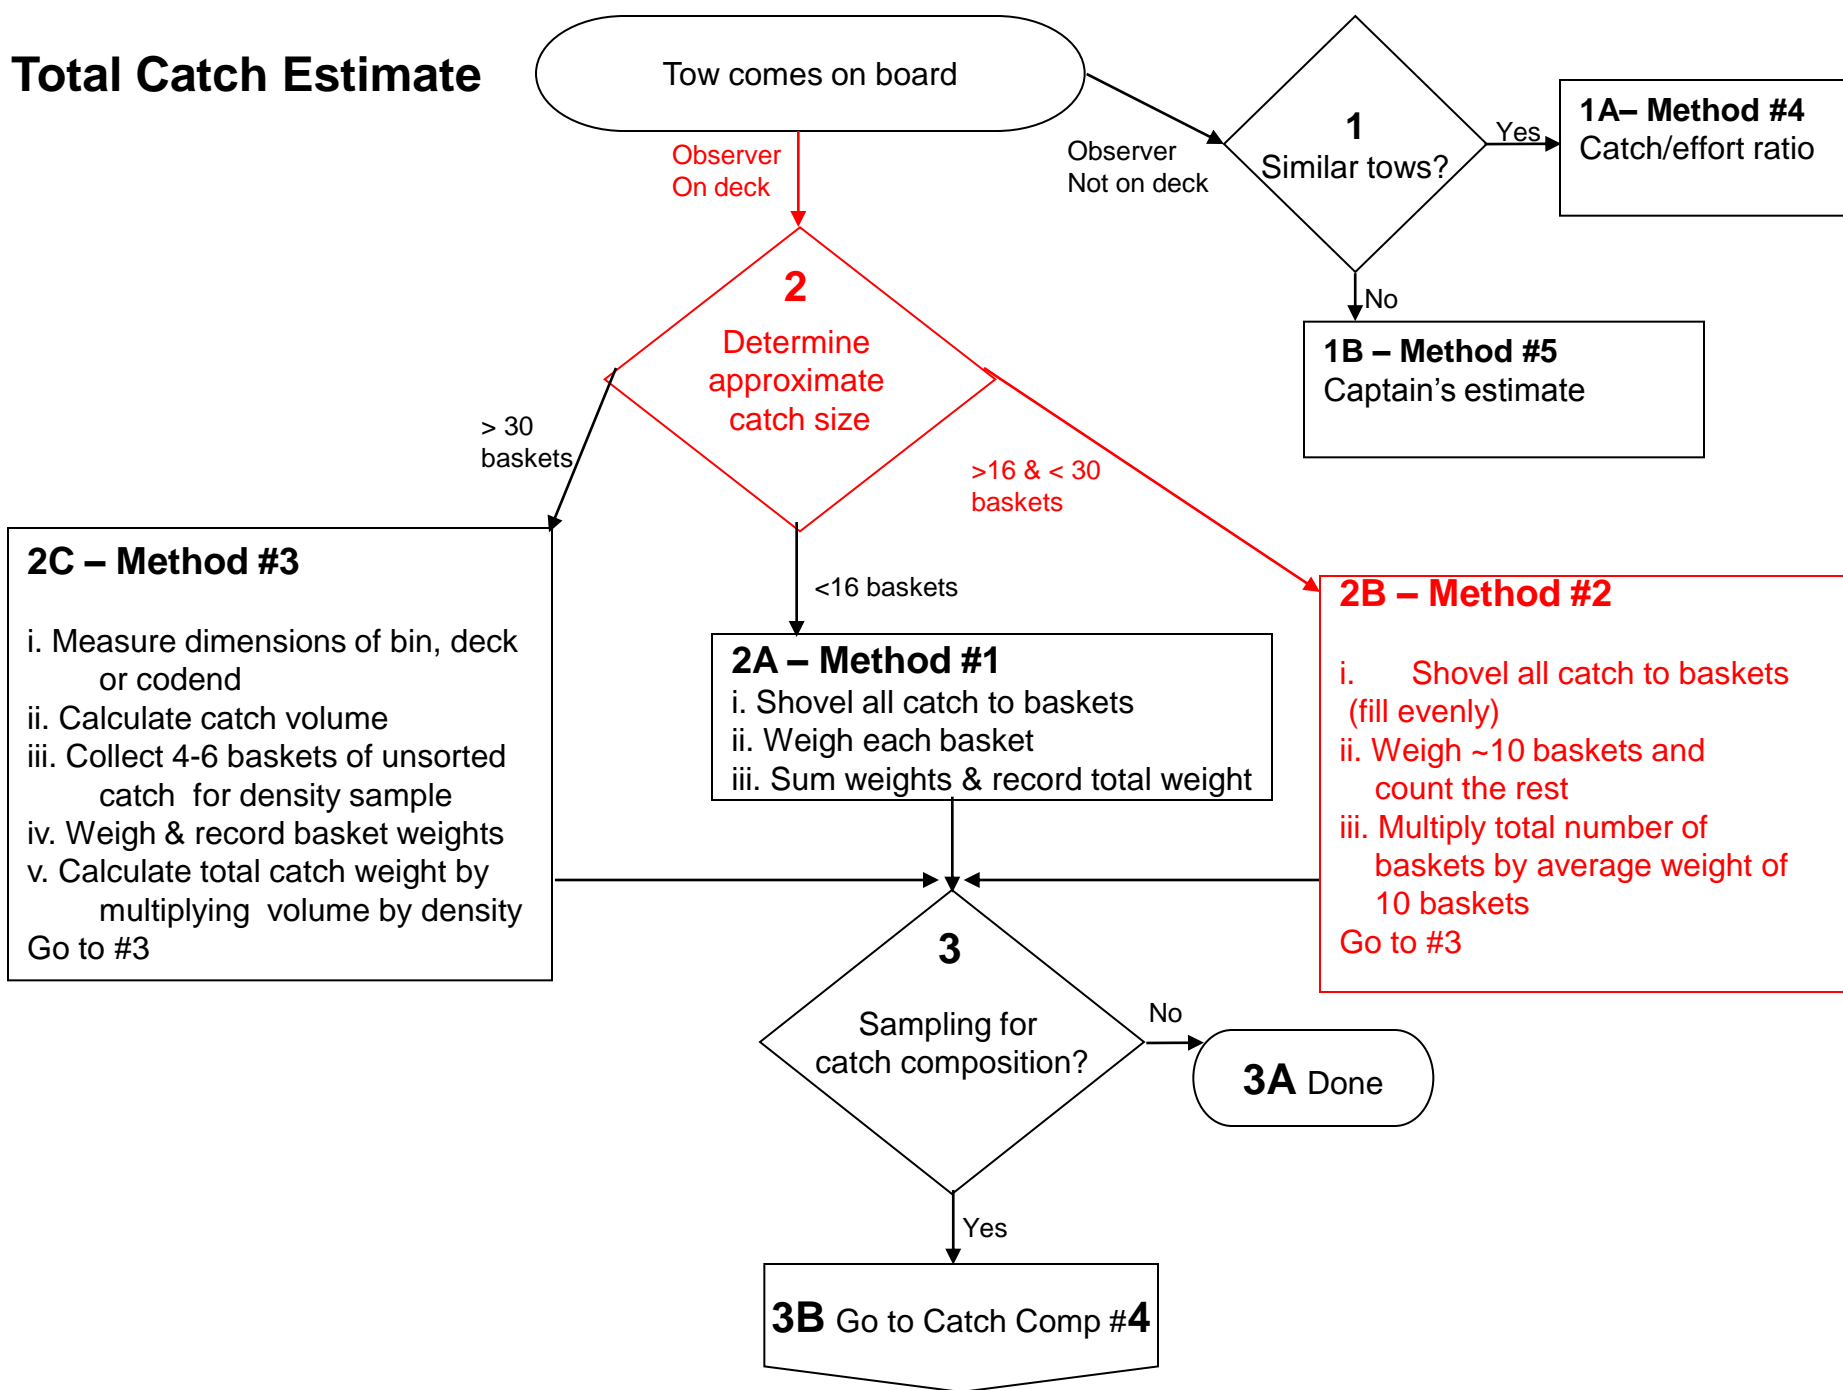 Total Catch Estimate
Tow comes on board
Observer
On deck
Observer
Not on deck
1
Similar tows?
Yes
1A– Method #4
Catch/effort ratio
No
1B – Method #5
Captain’s estimate
2
Determine
approximate
catch size
> 30
baskets
<16 baskets
>16 & < 30
baskets
2C – Method #3
i. Measure dimensions of bin, deck
or codend
ii. Calculate catch volume
iii. Collect 4-6 baskets of unsorted
catch for density sample
iv. Weigh & record basket weights
v. Calculate total catch weight by
multiplying volume by density
Go to #3
2A – Method #1
i. Shovel all catch to baskets
ii. Weigh each basket
iii. Sum weights & record total weight
2B – Method #2
i. Shovel all catch to baskets
(fill evenly)
ii. Weigh ~10 baskets and
count the rest
iii. Multiply total number of
baskets by average weight of
10 baskets
Go to #3
3
Sampling for
catch composition?
No
3A Done
Yes
3B Go to Catch Comp #4